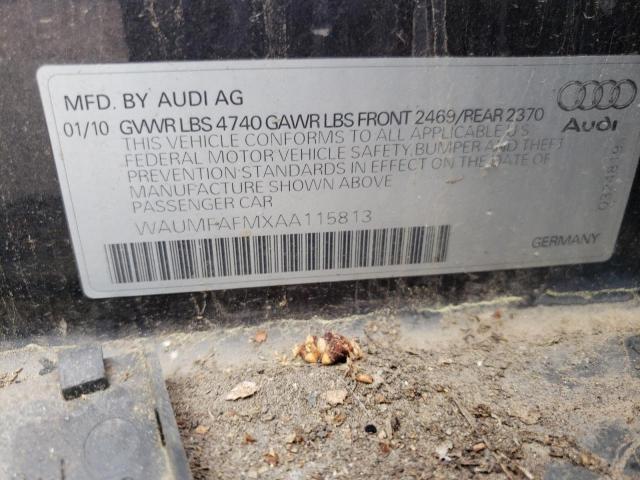 MFD. BY AUDI AG
01/10 GVWR LBS 4740 GAWR LBS FRONT 2469/REAR 2370
THIS VEHICLE CONFORMS TO ALL APPLICABLE U.S.
FEDERAL MOTOR VEHICLE SAFETY, BUMPER AND THEFT
PREVENTION STANDARDS IN EFFECT ON THE DATE OF
MANUFACTURE SHOWN ABOVE
PASSENGER CAR
WAUMFAFMXAA115813
Audi
GERMANY